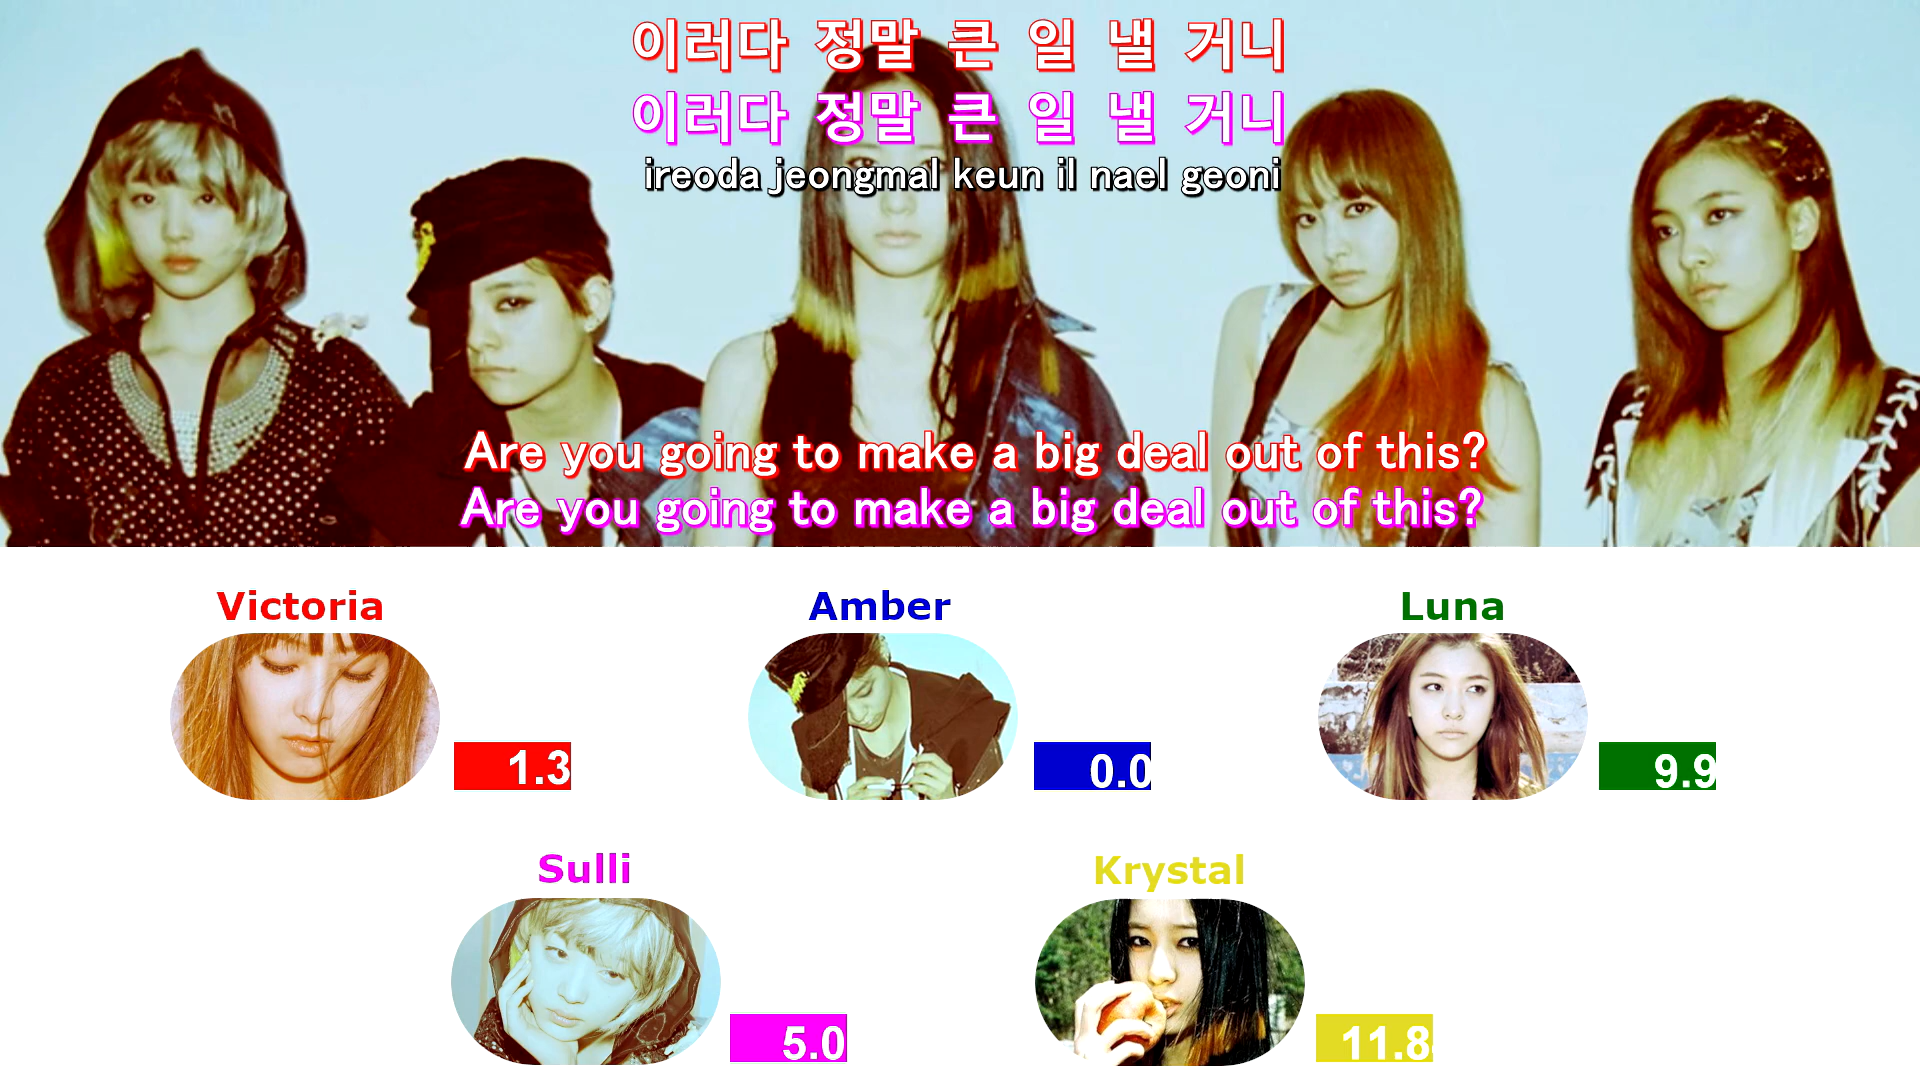 이러다 정말 큰 일 낼 거니
이러다 정말 큰 일 낼 거니
ireoda jeongmal keun il nael geoni
Are you going to make a big deal out of this?
Are you going to make a big deal out of this?
Victoria
Amber
Luna
1.3
0.0
9.9
Sulli
Krystal
5.0
11.8